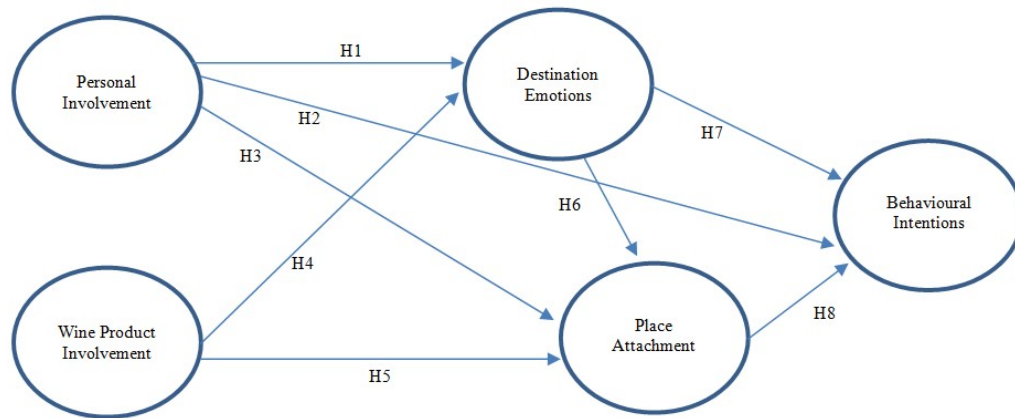 Personal
Involvement
H1
Destination
Emotions
H2
H3
H7
H6
Behavioural
Intentions
H4
Wine Product
Involvement
H5
Place
Attachment
H8